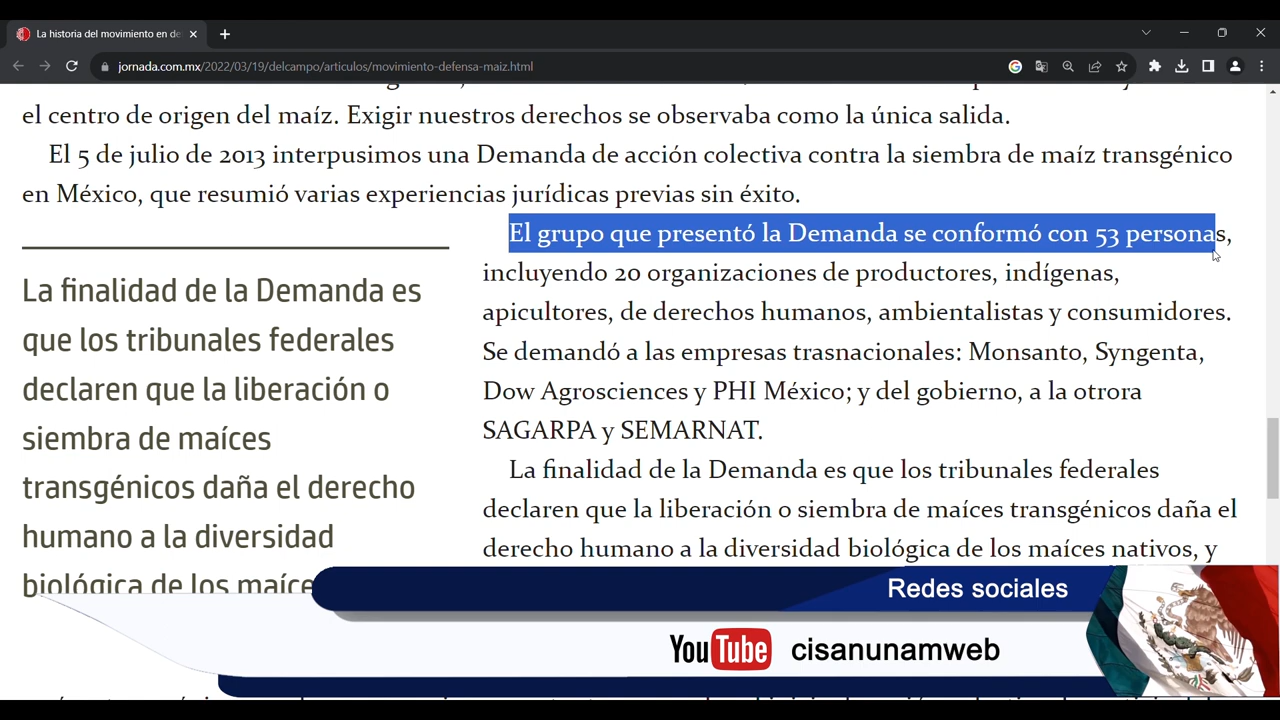 La historia del movimiento en de
jornada.com.mx/2022/03/19/delcampo/articulos/movimiento-defensa-maiz.html
el centro de origen del maíz. Exigir nuestros derechos se observaba como la única salida.
El 5 de julio de 2013 interpusimos una Demanda de acción colectiva contra la siembra de maíz transgénico
en México, que resumió varias experiencias jurídicas previas sin éxito.
La finalidad de la Demanda es
que los tribunales federales
declaren que la liberación o
siembra de maíces
transgénicos daña el derecho
humano a la diversidad
biológica de los maíce
El grupo que presentó la Demanda se conformó con 53 personas,
incluyendo 20 organizaciones de productores, indígenas,
apicultores, de derechos humanos, ambientalistas y consumidores.
Se demandó a las empresas trasnacionales: Monsanto, Syngenta,
Dow Agrosciences y PHI México; y del gobierno, a la otrora
SAGARPA y SEMARNAT.
La finalidad de la Demanda es que los tribunales federales
declaren que la liberación o siembra de maíces transgénicos daña el
derecho humano a la diversidad biológica de los maíces nativos, y
Redes sociales
YouTube cisanunamweb